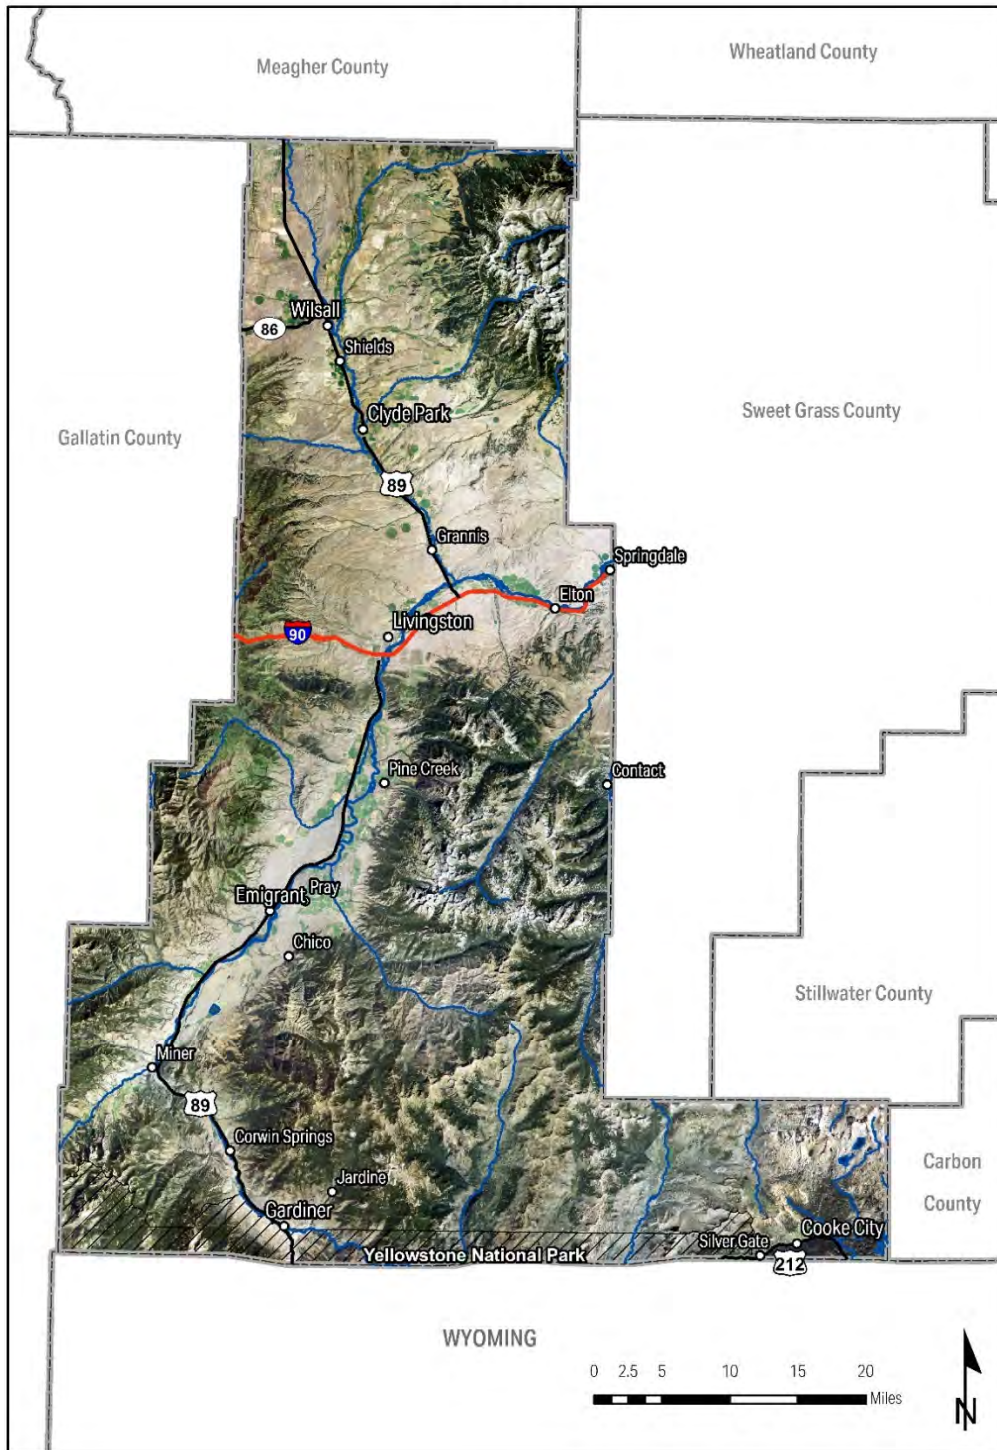 Meagher County
Wheatland County
Wilsall
86
Shields
Clyde Park
Sweet Grass County
Gallatin County
89
Grannis
Springdale
Elton
Livingston
90
Pine Creek
Contact
Emigrant
Pray
Chico
Stillwater County
Miner
89
Corwin Springs
Carbon
County
Jardine
Gardiner
Cooke City
Silver Gate
Yellowstone National Park
212
WYOMING
0 2.5 5 10 15 20
Miles
N